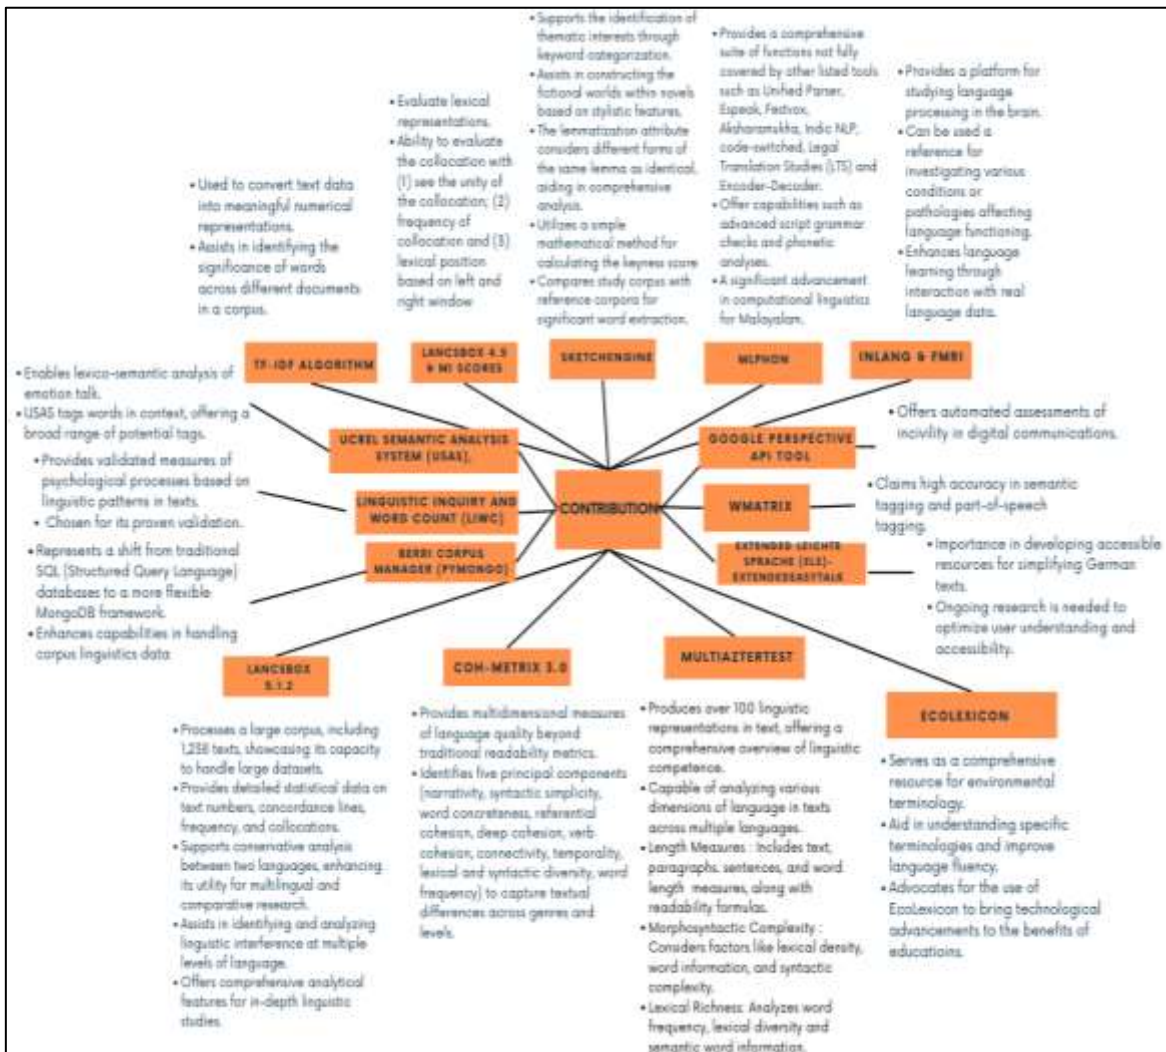 • Supports the identification of
thematic interests through
keyword categorization.
• Assists in constructing the
fictional worlds within novels
based on stylistic features.
• The lemmatization attribute
considers different forms of
the same lemma as identical,
aiding in comprehensive
analysis.
• Utilizes a simple
mathematical method for
calculating the keyness score
• Compares study corpus with
reference corpora for
significant word extraction.
• Provides a comprehensive
suite of functions not fully
covered by other listed tools
such as Unified Parser,
Espeak, Festvox,
Aksharamukha, Indic NLP,
code-switched, Legal
Translation Studies (LTS) and
Encoder-Decoder.
• Offer capabilities such as
advanced script grammar
checks and phonetic
analyses.
• A significant advancement
in computational linguistics
for Malayalam.
• Provides a platform for
studying language
processing in the brain.
• Can be used a
reference for
investigating various
conditions or
pathologies affecting
language functioning.
• Enhances language
learning through
interaction with real
language data.
• Evaluate lexical
representations.
• Ability to evaluate
the collocation with
(1) see the unity of
the collocation; (2)
frequency of
collocation and (3)
lexical position
based on left and
right window
• Used to convert text data
into meaningful numerical
representations.
• Assists in identifying the
significance of words
across different documents
in a corpus.
TF-IDF ALGORITHM
LANCSBOX 4.5
& MI SCORES
SKETCHENGINE
MLPHON
INLANG & FMRI
• Enables lexico-semantic analysis of
emotion talk.
• USAS tags words in context, offering a
broad range of potential tags.
UCREL SEMANTIC ANALYSIS
SYSTEM (USAS),
GOOGLE PERSPECTIVE
API TOOL
• Offers automated assessments of
incivility in digital communications.
• Provides validated measures of
psychological processes based on
linguistic patterns in texts.
• Chosen for its proven validation.
LINGUISTIC INQUIRY AND
WORD COUNT (LIWC)
CONTRIBUTION
WMATRIX
• Claims high accuracy in semantic
tagging and part-of-speech
tagging.
• Represents a shift from traditional
SQL (Structured Query Language)
databases to a more flexible
MongoDB framework.
• Enhances capabilities in handling
corpus linguistics data
BERRI CORPUS
MANAGER (PYMONGO)
EXTENDED LEICHTE
SPRACHE (ELS)-
EXTENDEDEASYTALK
• Importance in developing accessible
resources for simplifying German
texts.
• Ongoing research is needed to
optimize user understanding and
accessibility.
LANCSBOX
5.1.2
COH-METRIX 3.0
MULTIAZTERTEST
ECOLEXICON
• Processes a large corpus, including
1,258 texts, showcasing its capacity
to handle large datasets.
• Provides detailed statistical data on
text numbers, concordance lines,
frequency, and collocations.
• Supports conservative analysis
between two languages, enhancing
its utility for multilingual and
comparative research.
• Assists in identifying and analyzing
linguistic interference at multiple
levels of language.
• Offers comprehensive analytical
features for in-depth linguistic
studies.
• Provides multidimensional measures
of language quality beyond
traditional readability metrics.
• Identifies five principal components
(narrativity, syntactic simplicity,
word concreteness, referential
cohesion, deep cohesion, verb
cohesion, connectivity, temporality,
lexical and syntactic diversity, word
frequency) to capture textual
differences across genres and
levels.
• Produces over 100 linguistic
representations in text, offering a
comprehensive overview of linguistic
competence.
• Capable of analyzing various
dimensions of language in texts
across multiple languages.
• Length Measures : Includes text,
paragraphs, sentences, and word
length measures, along with
readability formulas.
• Morphosyntactic Complexity :
Considers factors like lexical density,
word information, and syntactic
complexity.
• Lexical Richness: Analyzes word
frequency, lexical diversity and
semantic word information.
• Serves as a comprehensive
resource for environmental
terminology.
• Aid in understanding specific
terminologies and improve
language fluency.
• Advocates for the use of
EcoLexicon to bring technological
advancements to the benefits of
educatioins.